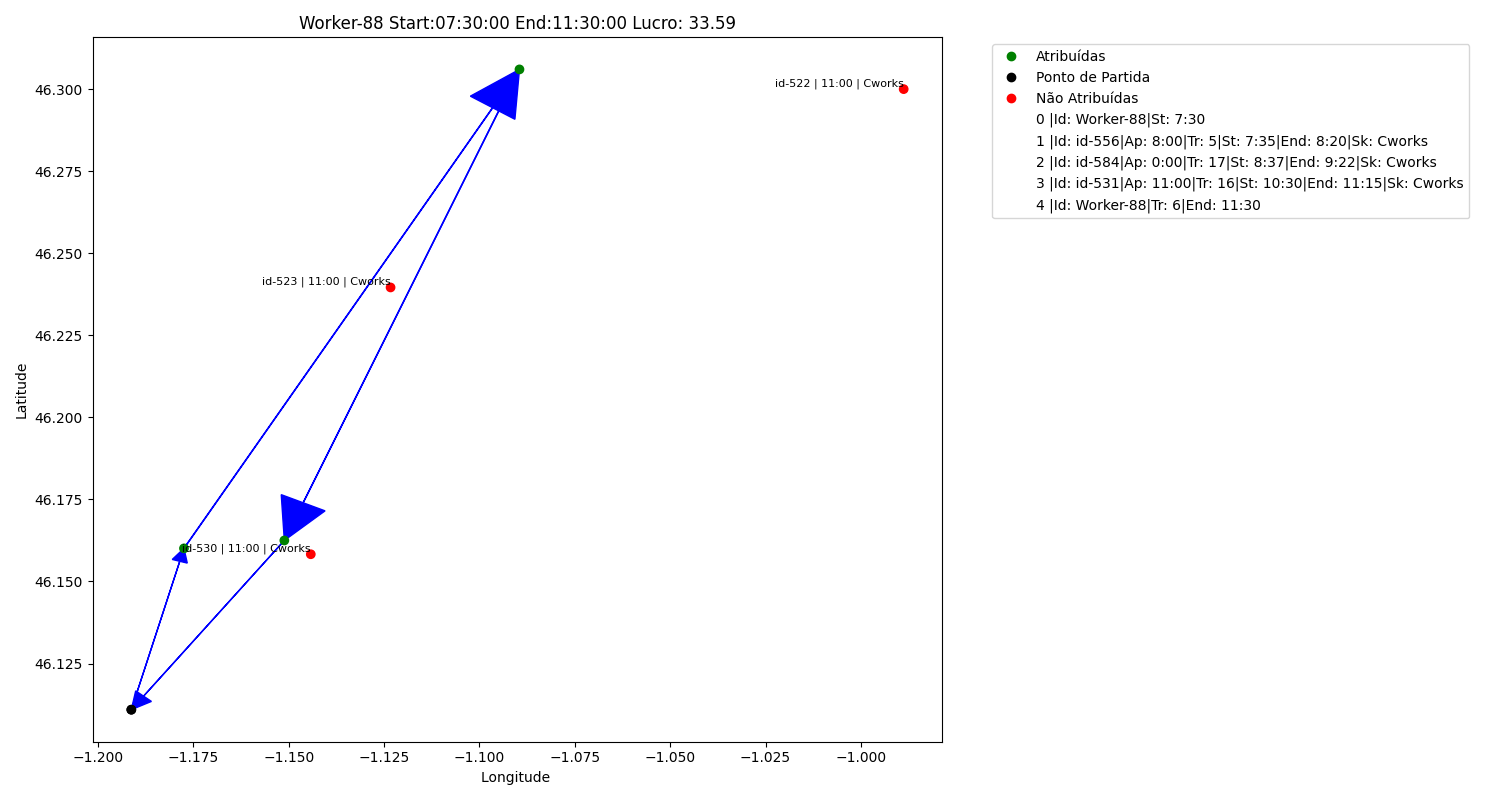 Worker-88 Start:07:30:00 End:11:30:00 Lucro: 33.59
Atribuídas
Ponto de Partida
Não Atribuídas
0 |Id: Worker-88|St: 7:30
1 |Id: id-556|Ap: 8:00|Tr: 5|St: 7:35|End: 8:20|Sk: Cworks
2 |Id: id-584|Ap: 0:00|Tr: 17|St: 8:37|End: 9:22|Sk: Cworks
3 |Id: id-531|Ap: 11:00|Tr: 16|St: 10:30|End: 11:15|Sk: Cworks
4 |Id: Worker-88|Tr: 6|End: 11:30
id-522 | 11:00 | Cworks
id-523 | 11:00 | Cworks
id-530 | 11:00 | Cworks
Latitude
46.300
46.275
46.250
46.225
46.200
46.175
46.150
46.125
−1.200
−1.175
−1.150
−1.125
−1.100
−1.075
−1.050
−1.025
−1.000
Longitude